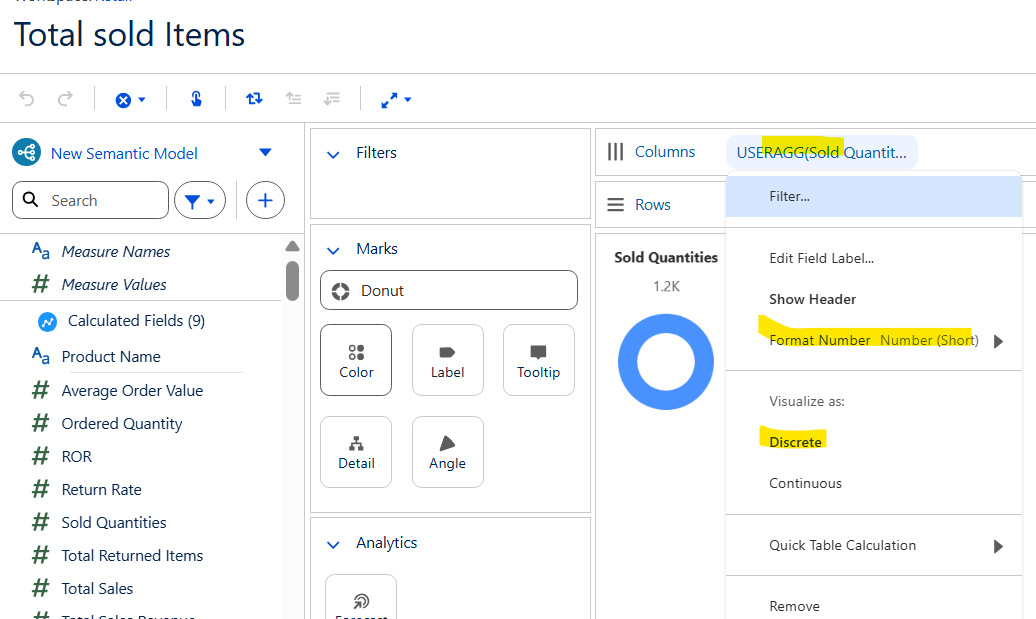 Total sold Items
New Semantic Model
Search
Measure Names
Measure Values
Calculated Fields (9)
Product Name
Average Order Value
Ordered Quantity
ROR
Return Rate
Sold Quantities
Total Returned Items
Total Sales
Filters
Marks
Donut
Color
Label
Tooltip
Detail
Angle
Analytics
Columns
USERAGG(Sold Quantit...
Rows
Sold Quantities
1.2K
Filter...
Edit Field Label...
Show Header
Format Number Number (Short)
Visualize as:
Discrete
Continuous
Quick Table Calculation
Remove